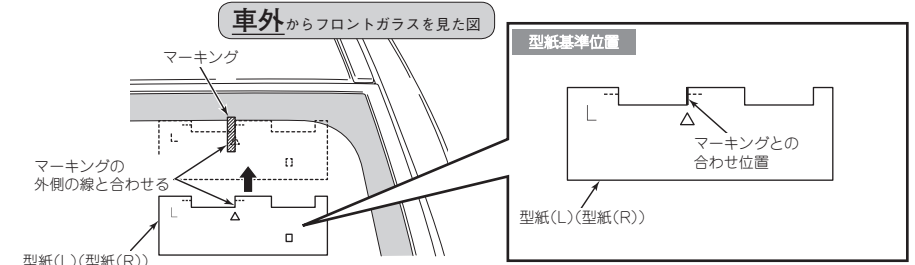 車外からフロントガラスを見た図
マーキング
L
マーキングの
外側の線と合わせる
L
型紙(L)(型紙(R))
型紙基準位置
L
マーキングとの
合わせ位置
型紙(L)(型紙(R))